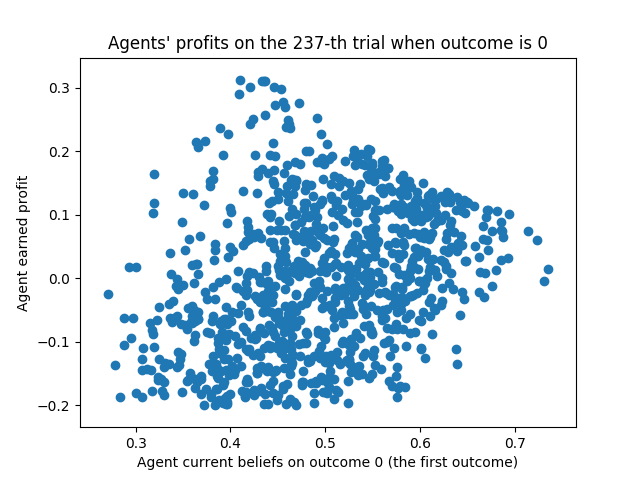 Agents' profits on the 237-th trial when outcome is 0
Agent earned profit
0.3
0.2
0.1
0.0
−0.1
−0.2
0.3 0.4 0.5 0.6 0.7
Agent current beliefs on outcome 0 (the first outcome)